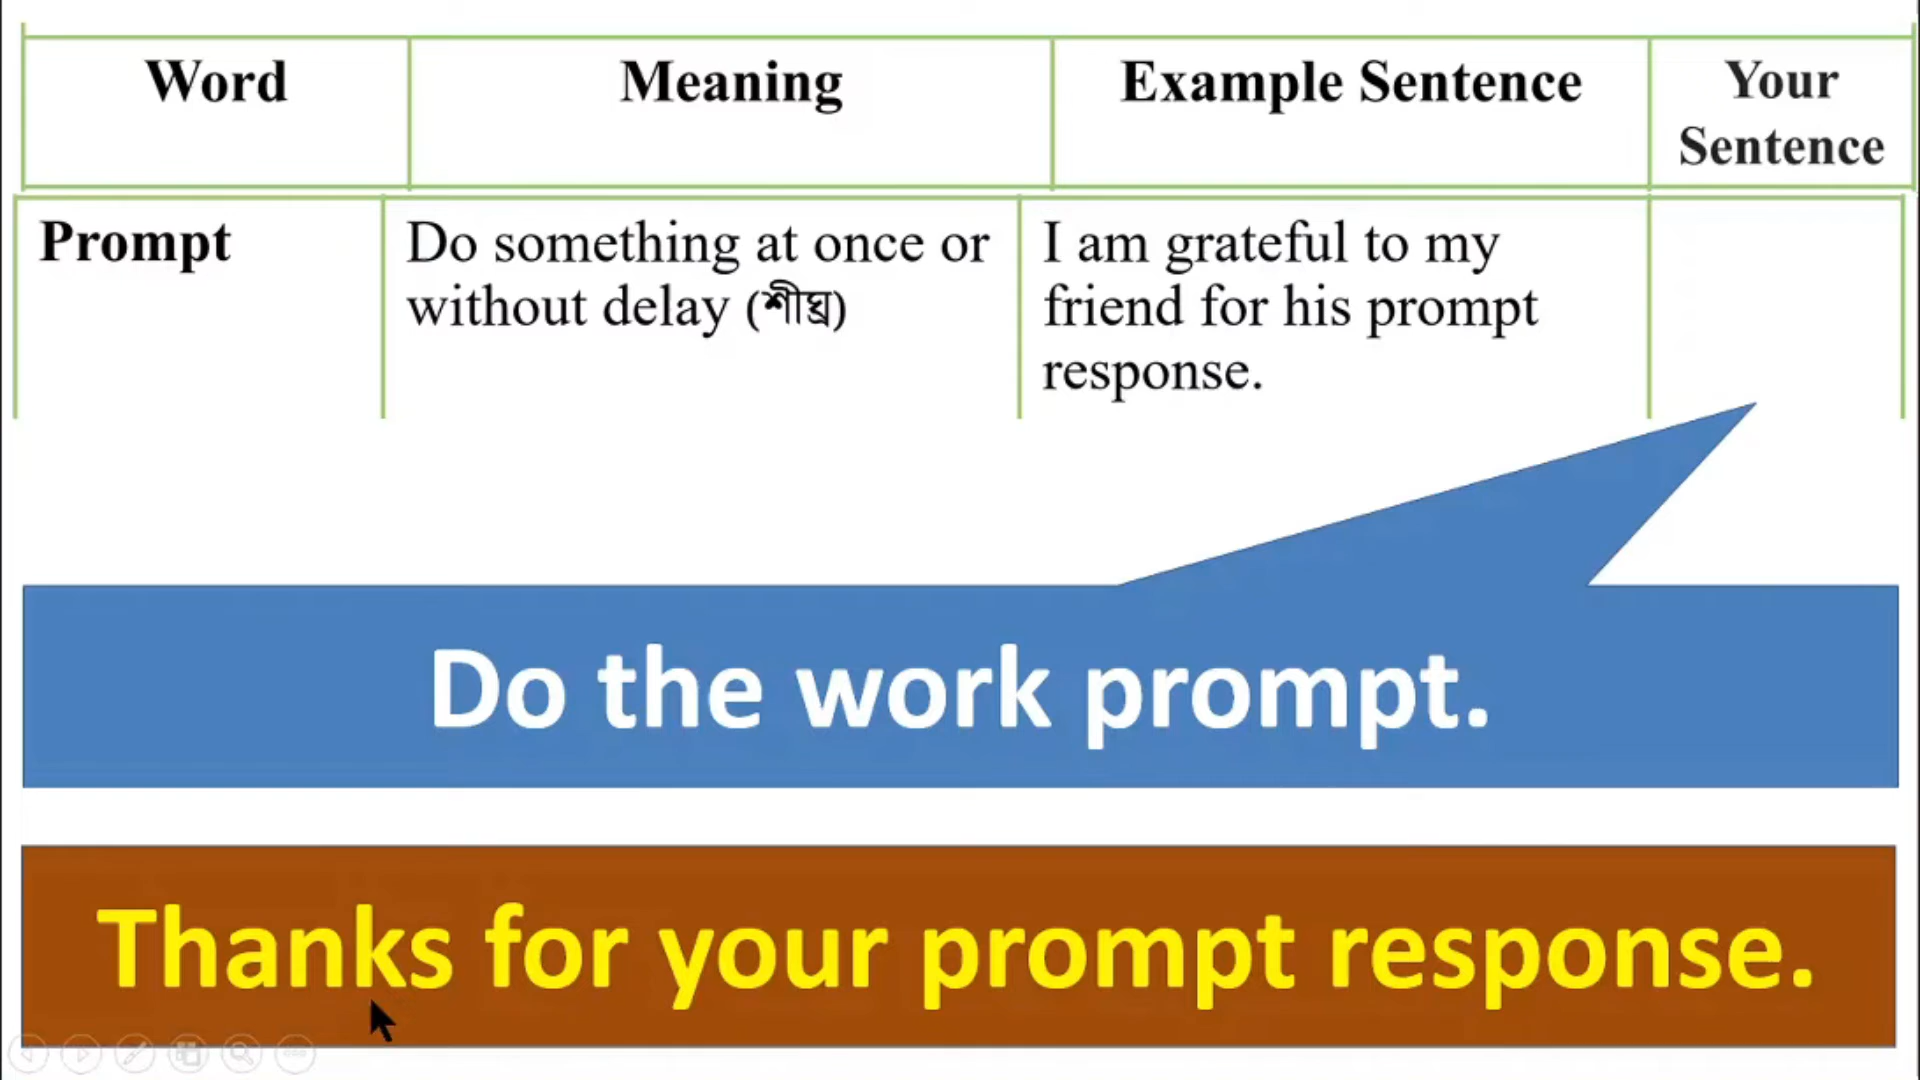 Word
Meaning
Example Sentence
Your
Sentence
Prompt
Do something at once or
without delay (শীঘ্র)
I am grateful to my
friend for his prompt
response.
Do the work prompt.
Thanks for your prompt response.